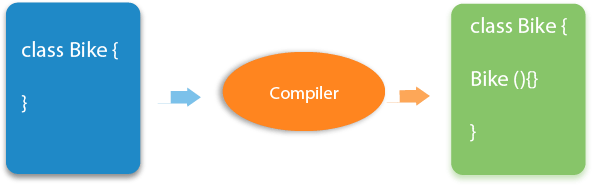 class Bike {
}
Compiler
class Bike {
Bike (){}
}